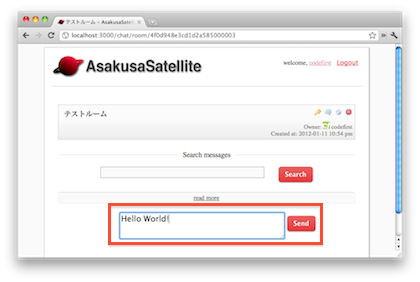 テストルーム - AsakusaSatellite
localhost:3000/chat/room/4f0d948e3cd1d2a585000003
AsakusaSatellite
welcome, codefirst Logout
テストルーム
Owner: codefirst
Created at: 2012-01-11 10:54 pm
Search messages
Search
read more
Hello World!
Send